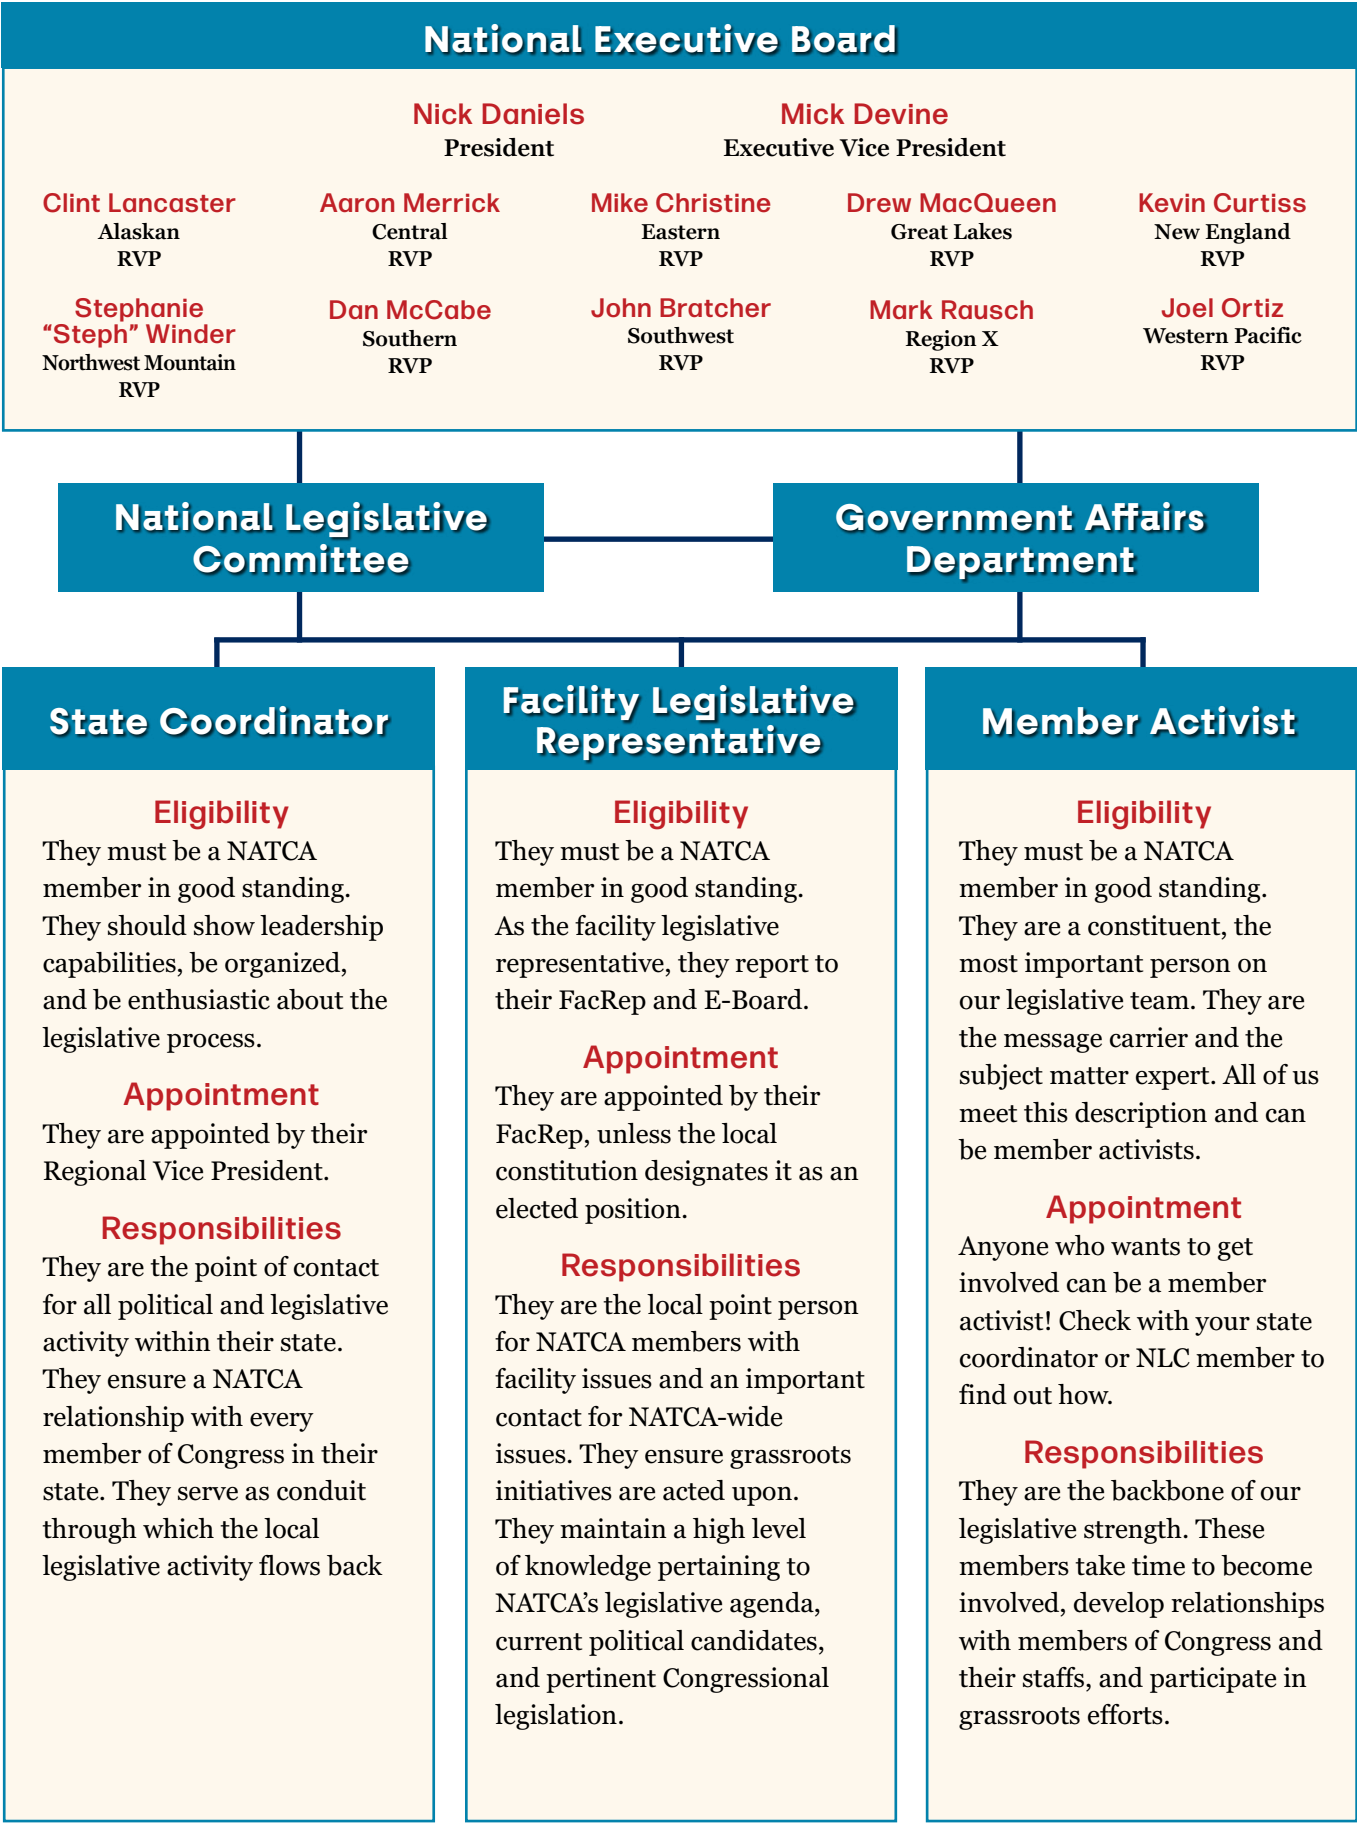 National Executive Board
Nick Daniels
President
Mick Devine
Executive Vice President
Clint Lancaster
Alaskan
RVP
Aaron Merrick
Central
RVP
Mike Christine
Eastern
RVP
Drew MacQueen
Great Lakes
RVP
Kevin Curtiss
New England
RVP
Stephanie
“Steph” Winder
Northwest Mountain
RVP
Dan McCabe
Southern
RVP
John Bratcher
Southwest
RVP
Mark Rausch
Region X
RVP
Joel Ortiz
Western Pacific
RVP
National Legislative
Committee
Government Affairs
Department
State Coordinator
Eligibility
They must be a NATCA
member in good standing.
They should show leadership
capabilities, be organized,
and be enthusiastic about the
legislative process.
Appointment
They are appointed by their
Regional Vice President.
Responsibilities
They are the point of contact
for all political and legislative
activity within their state.
They ensure a NATCA
relationship with every
member of Congress in their
state. They serve as conduit
through which the local
legislative activity flows back
Facility Legislative
Representative
Eligibility
They must be a NATCA
member in good standing.
As the facility legislative
representative, they report to
their FacRep and E-Board.
Appointment
They are appointed by their
FacRep, unless the local
constitution designates it as an
elected position.
Responsibilities
They are the local point person
for NATCA members with
facility issues and an important
contact for NATCA-wide
issues. They ensure grassroots
initiatives are acted upon.
They maintain a high level
of knowledge pertaining to
NATCA’s legislative agenda,
current political candidates,
and pertinent Congressional
legislation.
Member Activist
Eligibility
They must be a NATCA
member in good standing.
They are a constituent, the
most important person on
our legislative team. They are
the message carrier and the
subject matter expert. All of us
meet this description and can
be member activists.
Appointment
Anyone who wants to get
involved can be a member
activist! Check with your state
coordinator or NLC member to
find out how.
Responsibilities
They are the backbone of our
legislative strength. These
members take time to become
involved, develop relationships
with members of Congress and
their staffs, and participate in
grassroots efforts.